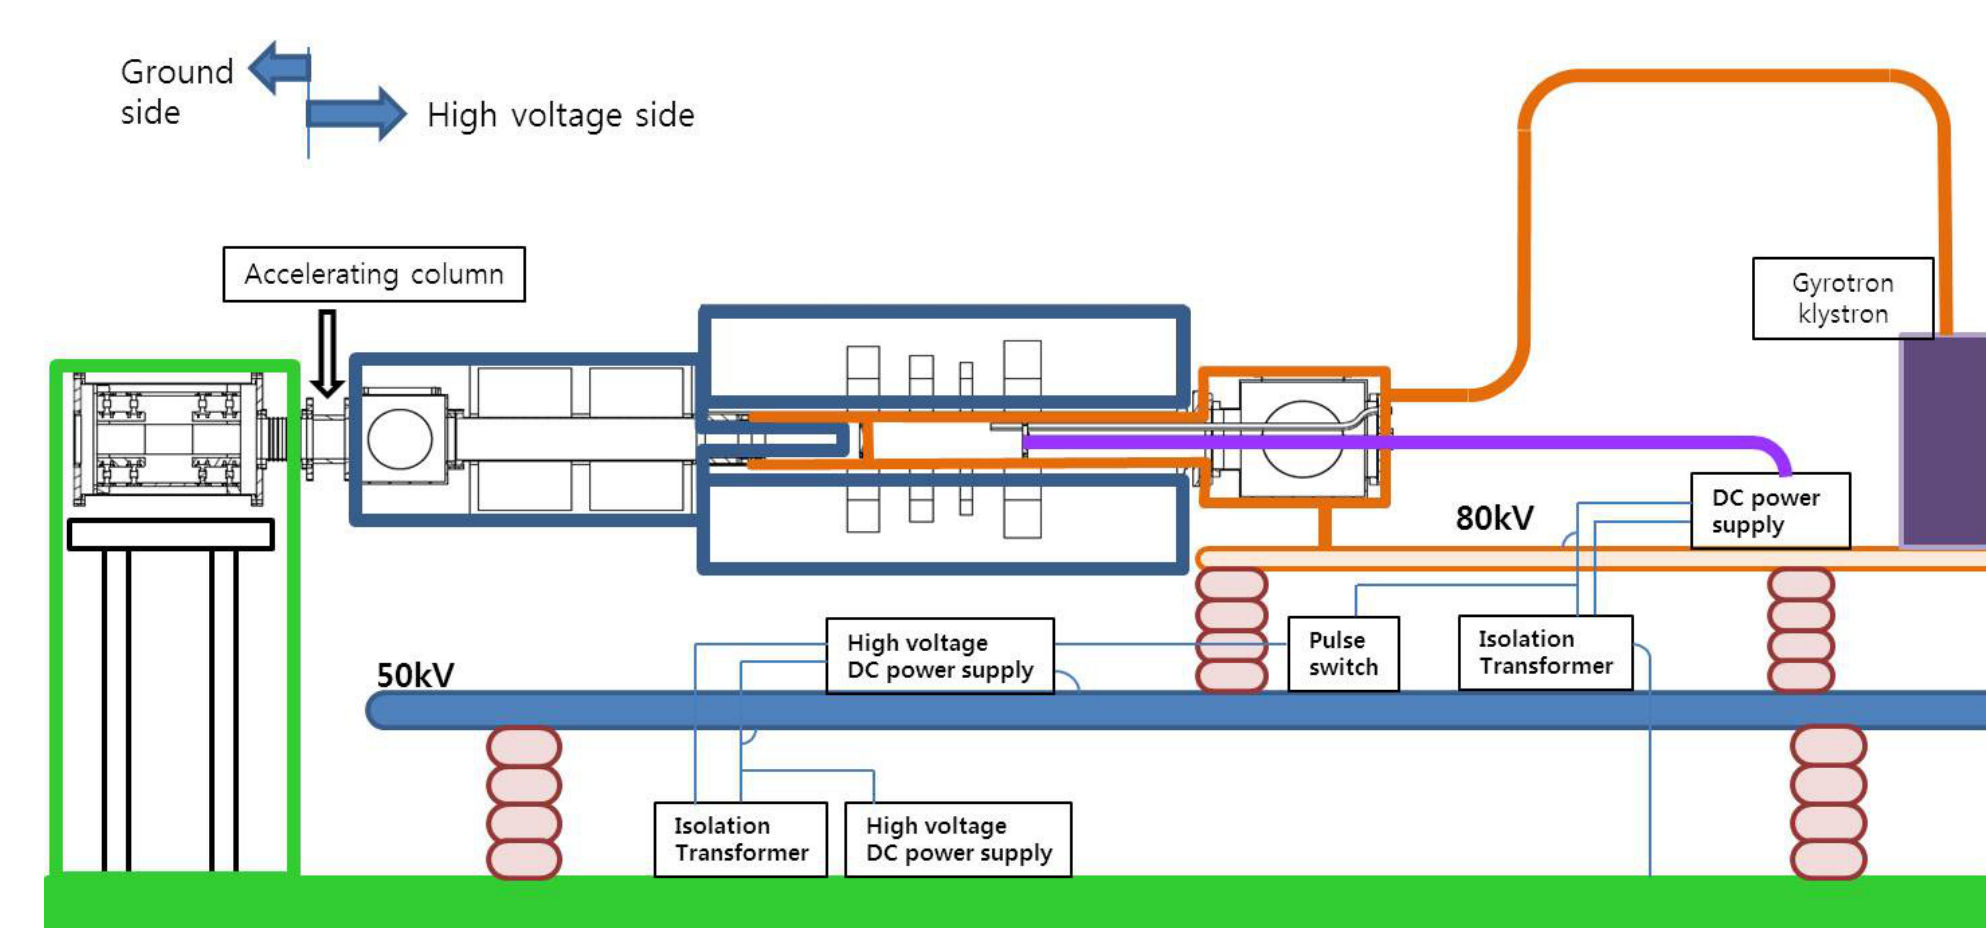 Ground
side
High voltage side
Accelerating column
Gyrotron
klystron
DC power
supply
80kV
High voltage
DC power supply
Pulse
switch
Isolation
Transformer
50kV
Isolation
Transformer
High voltage
DC power supply